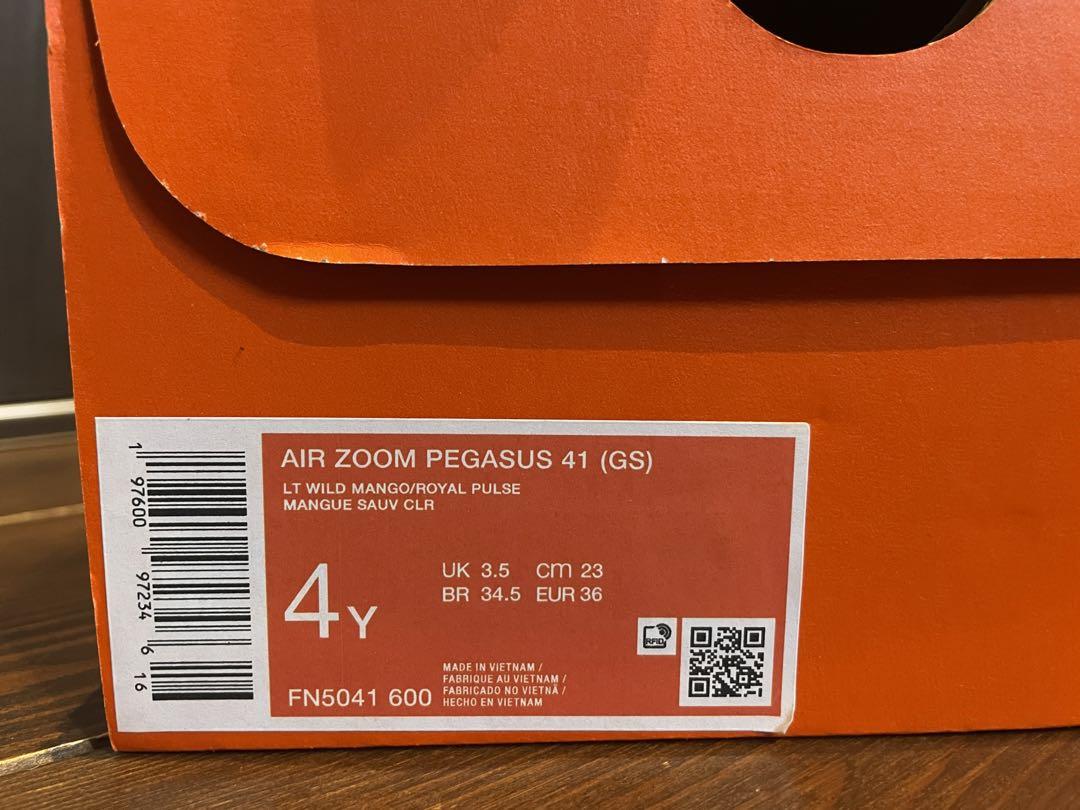 AIR ZOOM PEGASUS 41 (GS)
LT WILD MANGO/ROYAL PULSE
MANGUE SAUV CLR
4Y
UK 3.5 cm 23
BR 34.5 EUR 36
RFID
MADE IN VIETNAM /
FABRIQUE AU VIETNAM /
FABRICADO NO VIETNÃ /
HECHO EN VIETNAM
FN5041 600
1 97600 97234 6 16